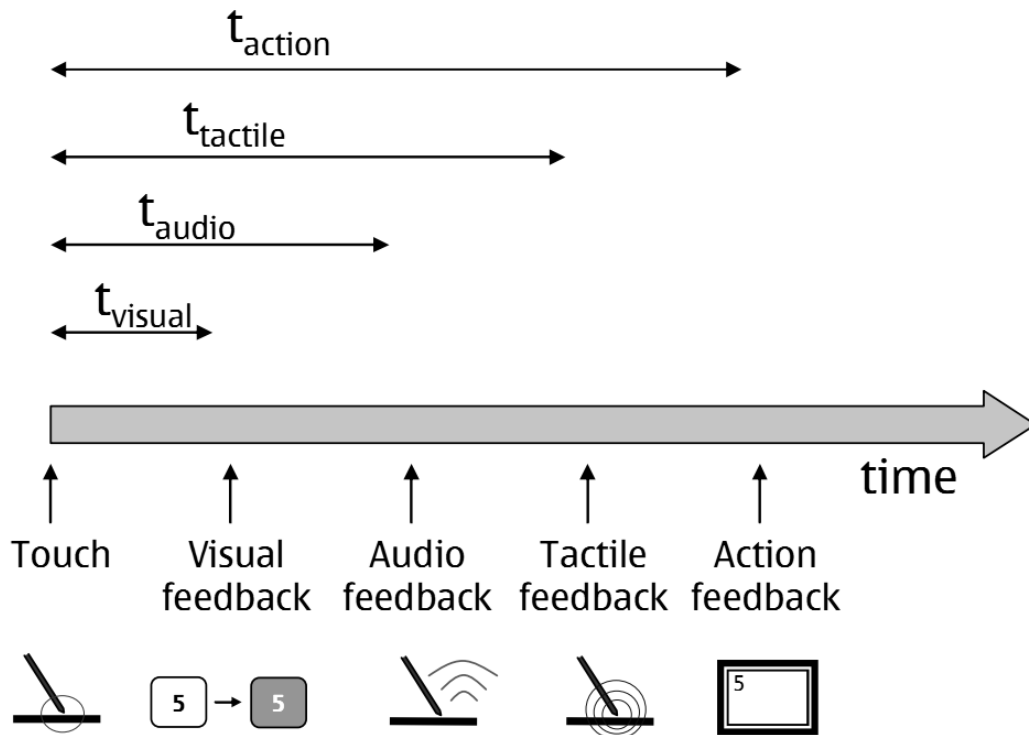 t_action
t_tactile
t_audio
t_visual
time
Touch
Visual
feedback
Audio
feedback
Tactile
feedback
Action
feedback
5
5
5